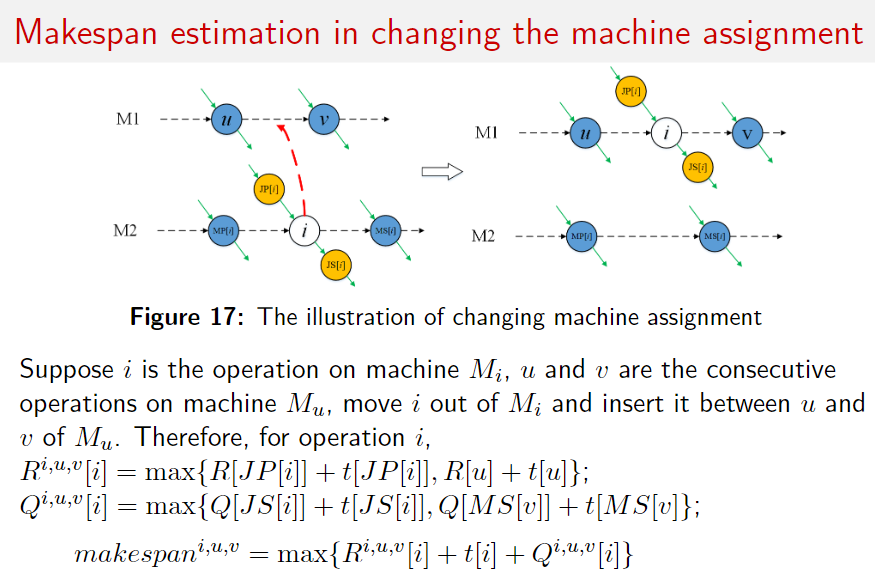 Makespan estimation in changing the machine assignment
M1 u v
JP[i]
M2 MP[i] i MS[i]
JS[i]
JP[i]
M1 u i v
JS[i]
M2 MP[i] MS[i]
Figure 17: The illustration of changing machine assignment
Suppose i is the operation on machine M_i, u and v are the consecutive
operations on machine M_u, move i out of M_i and insert it between u and
v of M_u. Therefore, for operation i,
R^{i,u,v}[i] = max{R[JP[i]] + t[JP[i]], R[u] + t[u]};
Q^{i,u,v}[i] = max{Q[JS[i]] + t[JS[i]], Q[MS[v]] + t[MS[v]};
makespan^{i,u,v} = max{R^{i,u,v}[i] + t[i] + Q^{i,u,v}[i]}